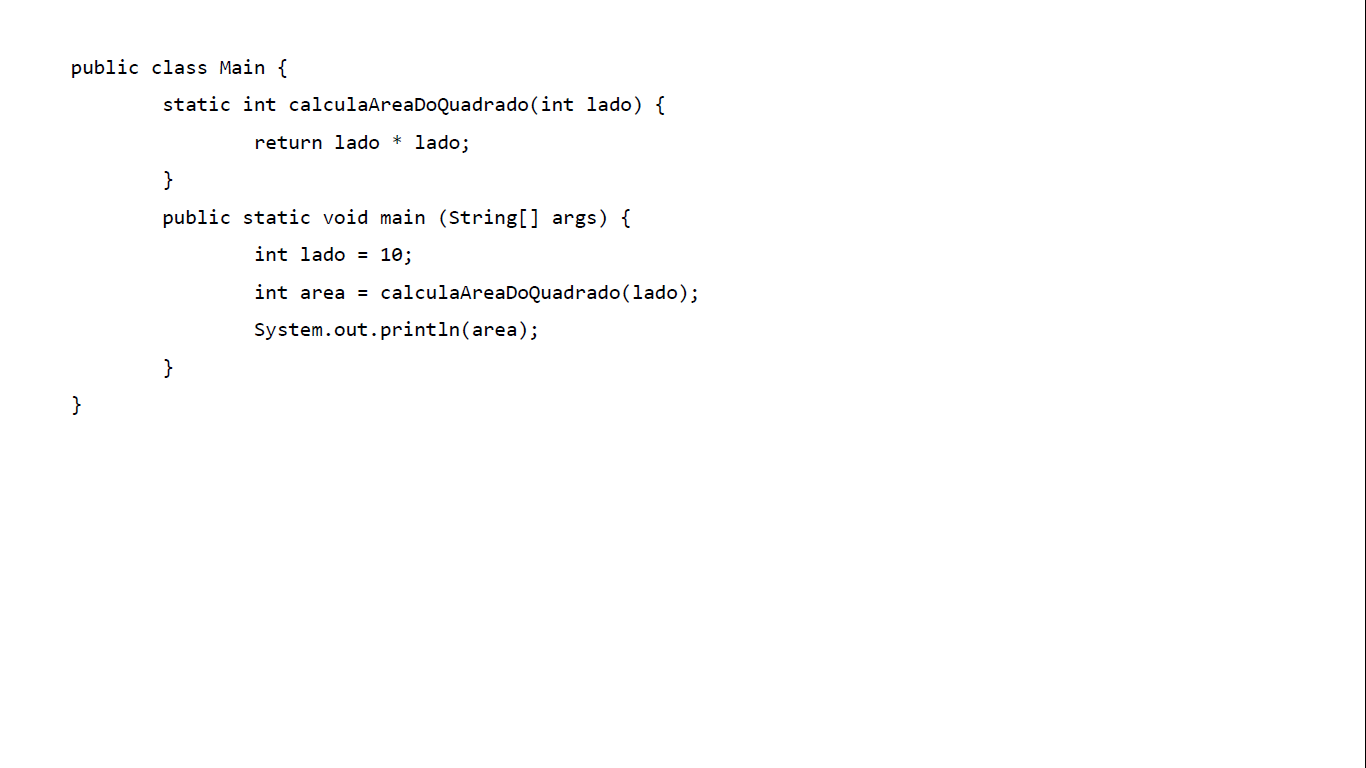 public class Main {
static int calculaAreaDoQuadrado(int lado) {
return lado * lado;
}
public static void main (String[] args) {
int lado = 10;
int area = calculaAreaDoQuadrado(lado);
System.out.println(area);
}
}